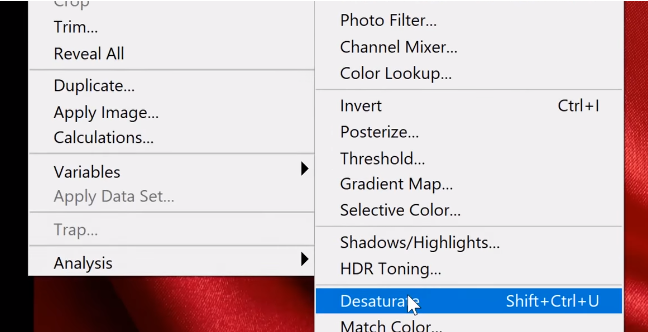 Crop
Trim...
Reveal All
Duplicate...
Apply Image...
Calculations...
Variables
Apply Data Set...
Trap...
Analysis
Photo Filter...
Channel Mixer...
Color Lookup...
Invert Ctrl+I
Posterize...
Threshold...
Gradient Map...
Selective Color...
Shadows/Highlights...
HDR Toning...
Desaturate Shift+Ctrl+U
Match Color...